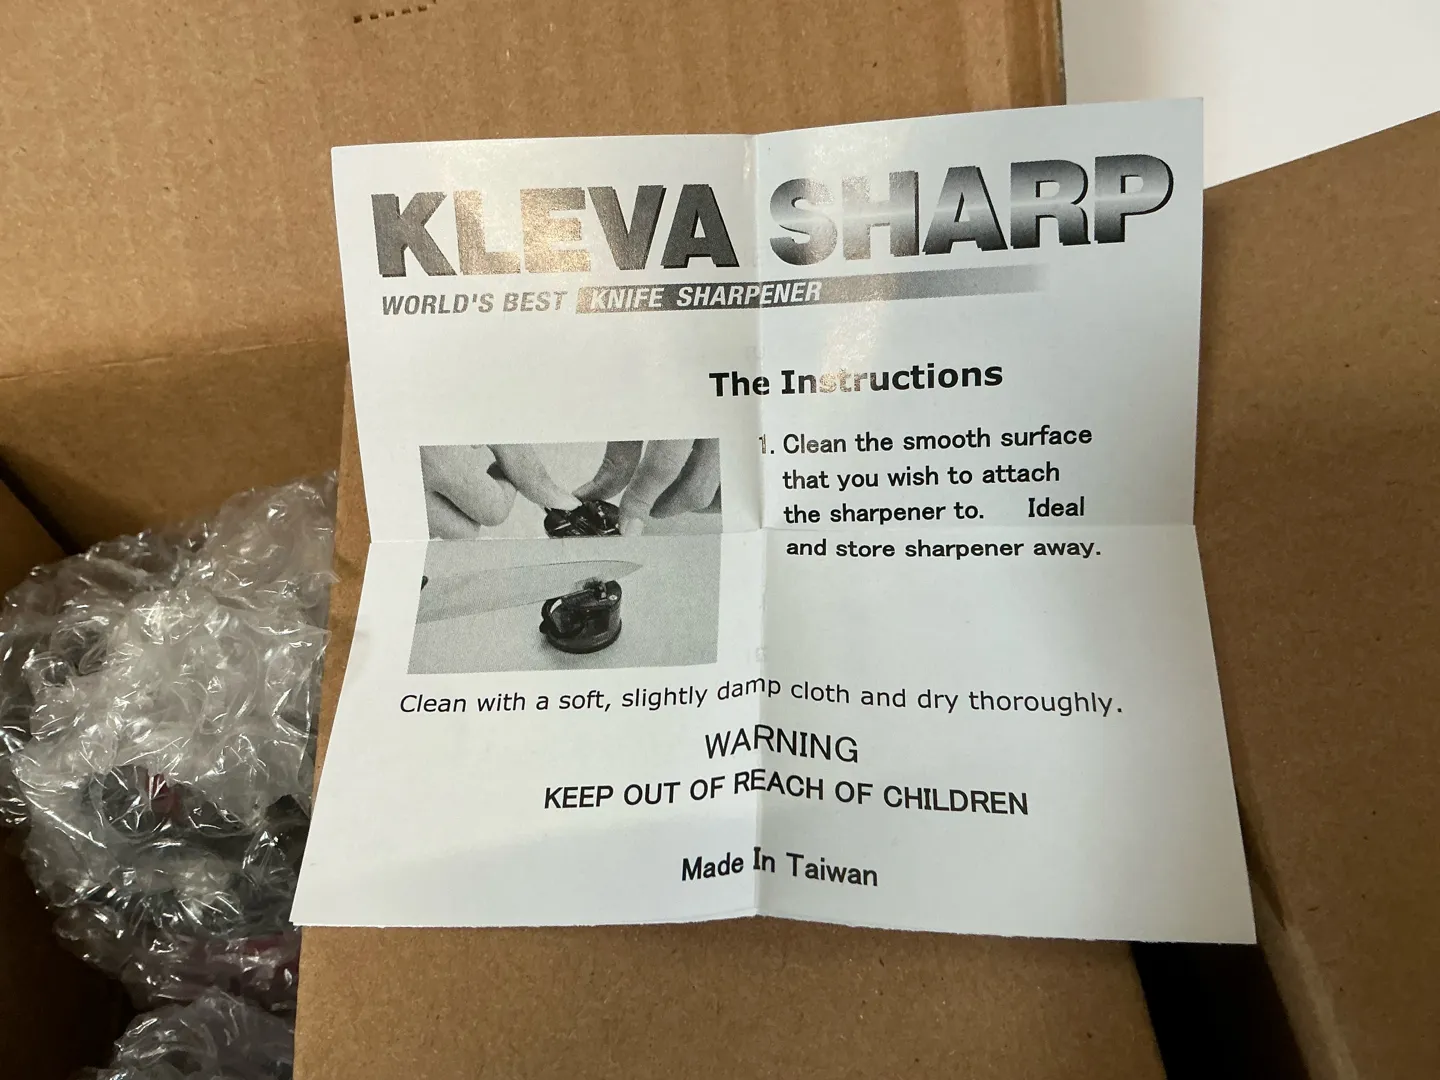 KLEVA SHARP
WORLD'S BEST KNIFE SHARPENER
The Instructions
1. Clean the smooth surface
that you wish to attach
the sharpener to. Ideal
and store sharpener away.
Clean with a soft, slightly damp cloth and dry thoroughly.
WARNING
KEEP OUT OF REACH OF CHILDREN
Made In Taiwan